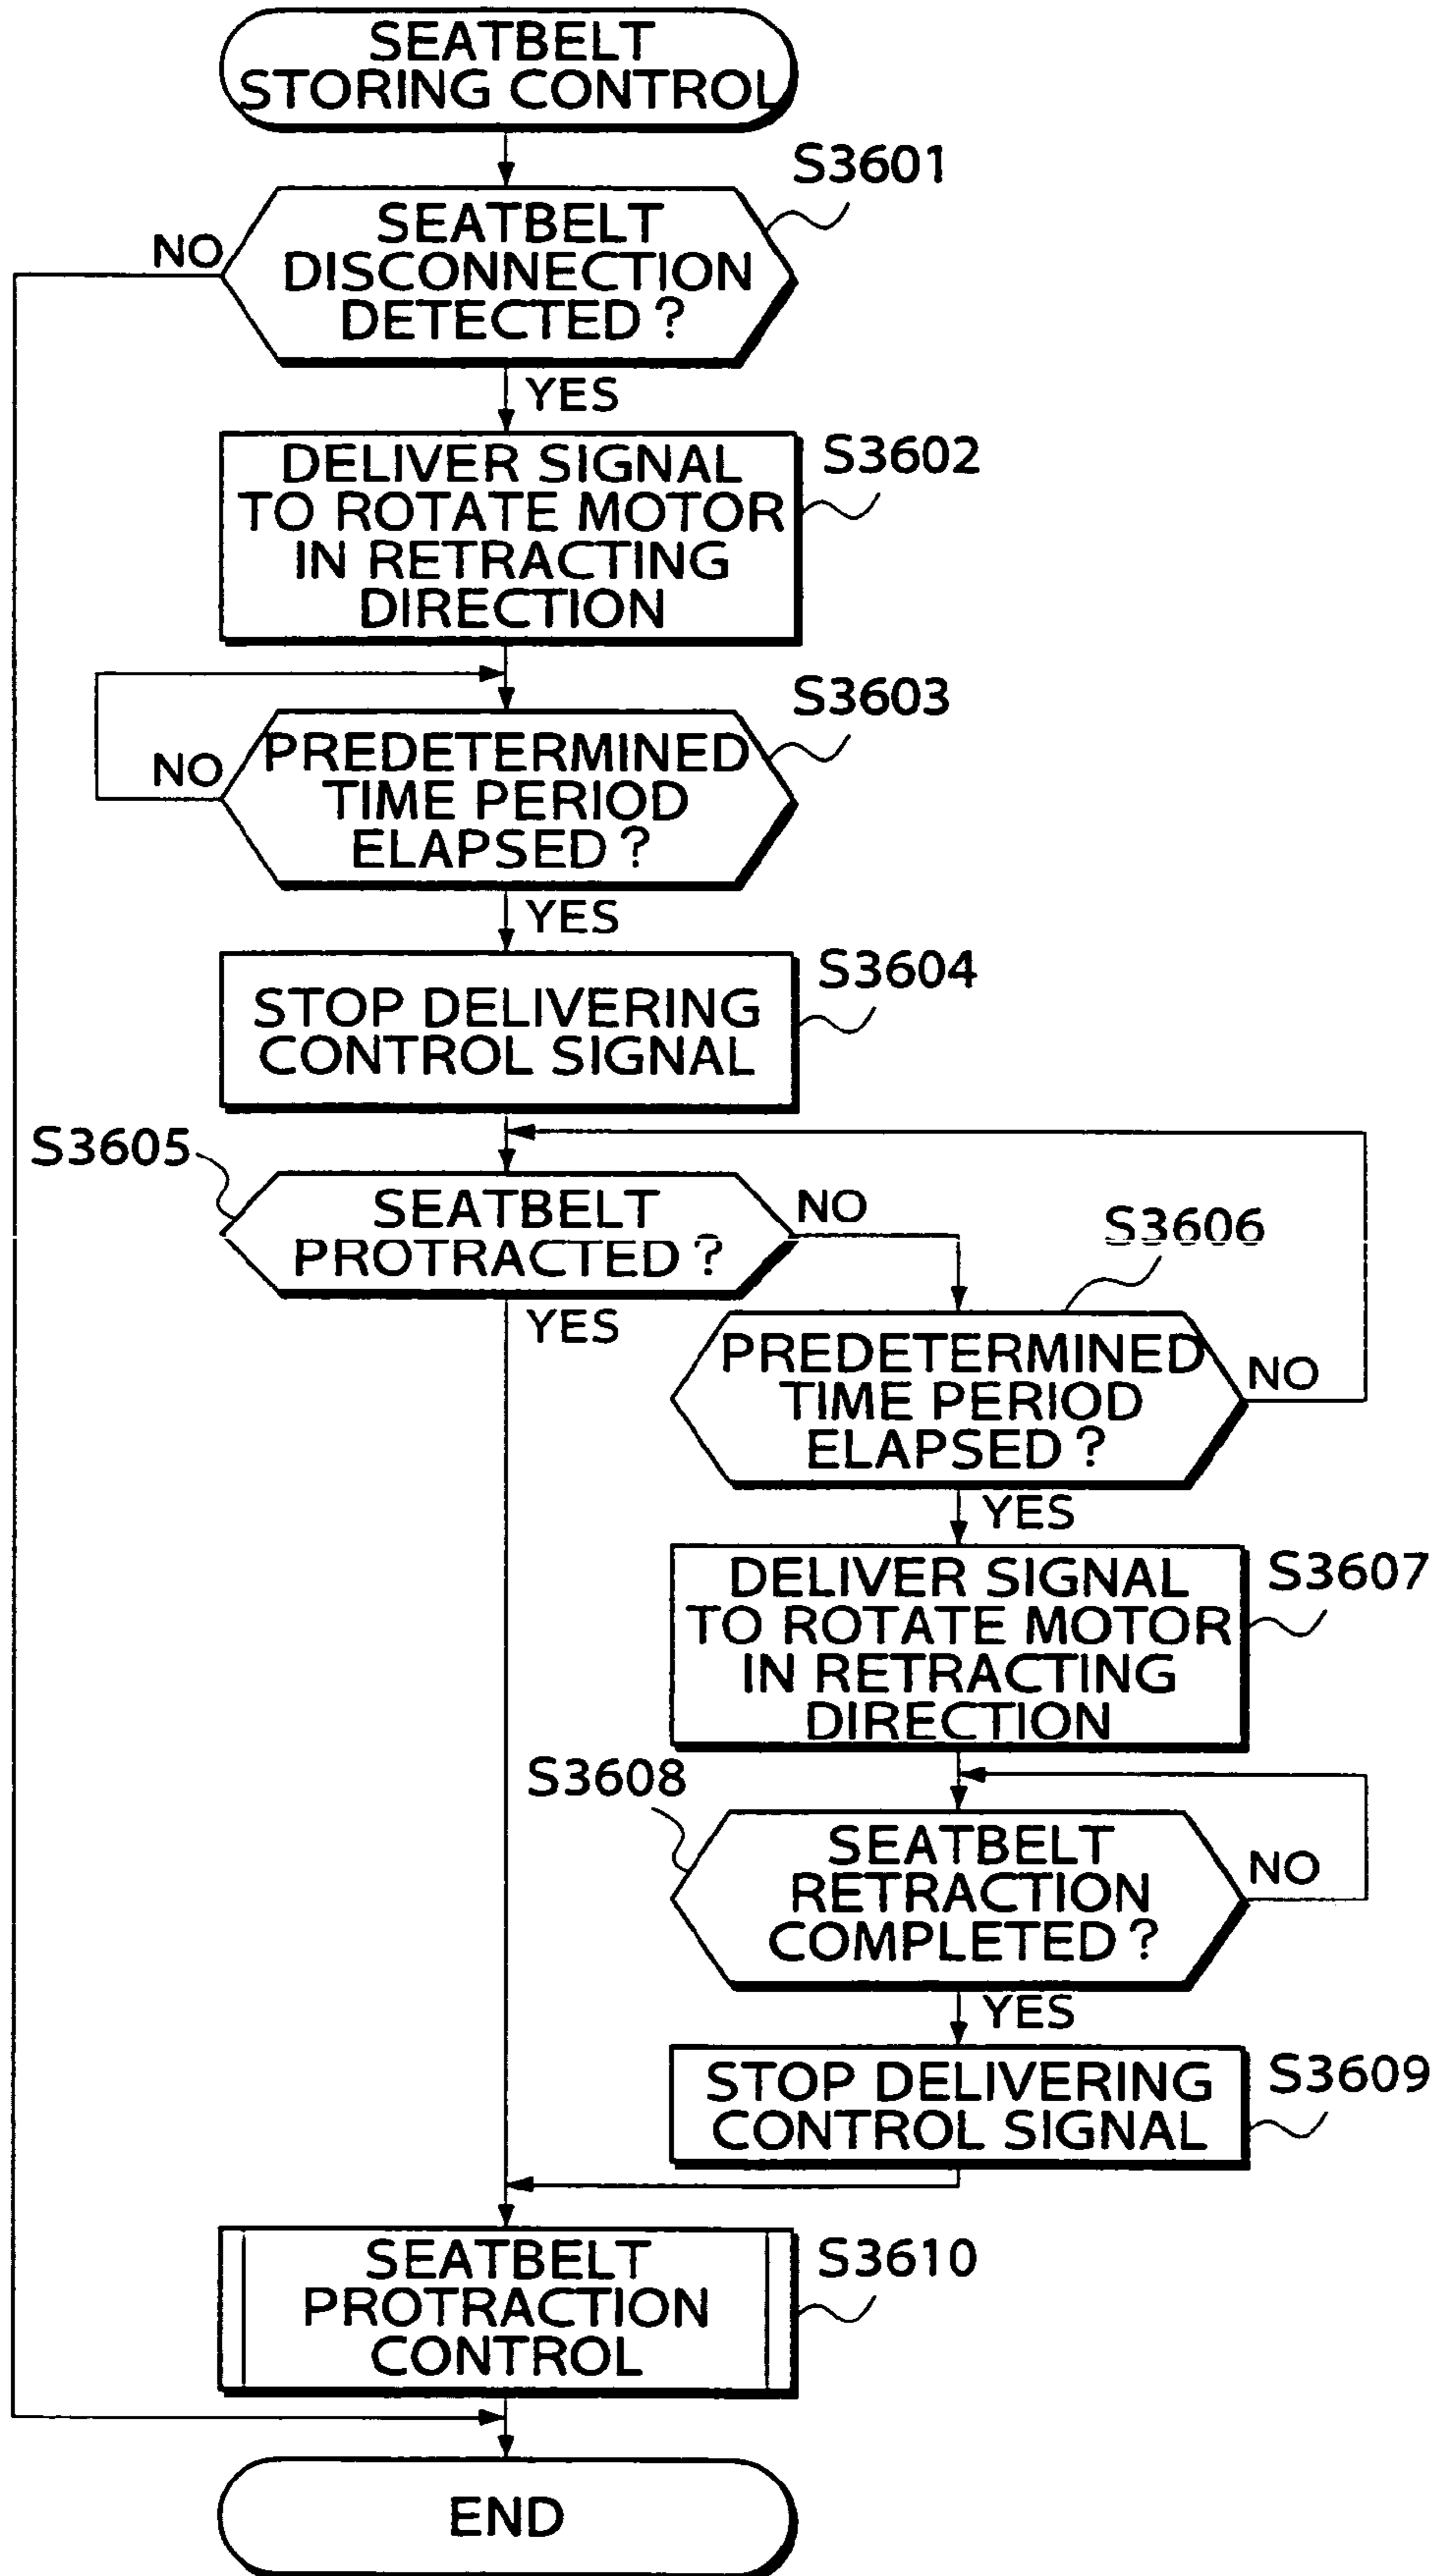 SEATBELT
STORING CONTROL
S3601
SEATBELT
DISCONNECTION
DETECTED ?
NO
YES
S3602
DELIVER SIGNAL
TO ROTATE MOTOR
IN RETRACTING
DIRECTION
S3603
PREDETERMINED
TIME PERIOD
ELAPSED ?
NO
YES
S3604
STOP DELIVERING
CONTROL SIGNAL
S3605
SEATBELT
PROTRACTED ?
NO
YES
S3606
PREDETERMINED
TIME PERIOD
ELAPSED ?
NO
YES
S3607
DELIVER SIGNAL
TO ROTATE MOTOR
IN RETRACTING
DIRECTION
S3608
SEATBELT
RETRACTION
COMPLETED ?
NO
YES
S3609
STOP DELIVERING
CONTROL SIGNAL
S3610
SEATBELT
PROTRACTION
CONTROL
END